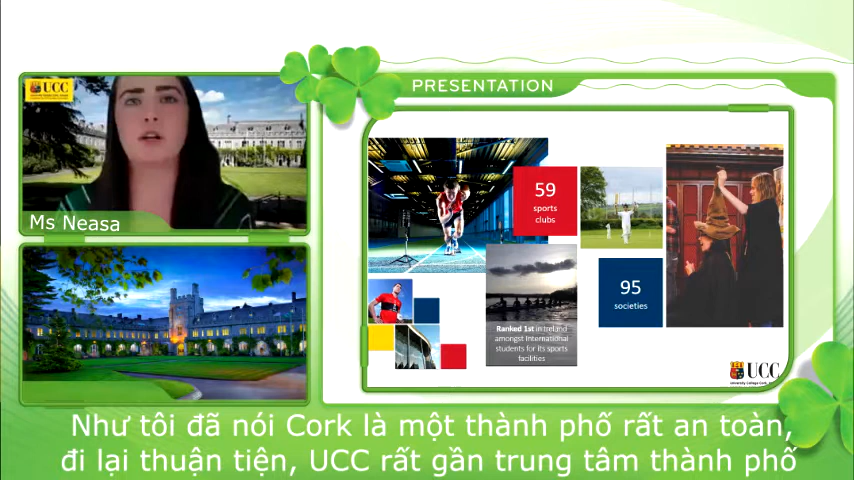 UCC
PRESENTATION
Ms Neasa
59
sports
clubs
95
societies
Ranked 1st in Ireland
amongst International
students for its sports
facilities
UCC
Như tôi đã nói Cork là một thành phố rất an toàn,
đi lại thuận tiện, UCC rất gần trung tâm thành phố